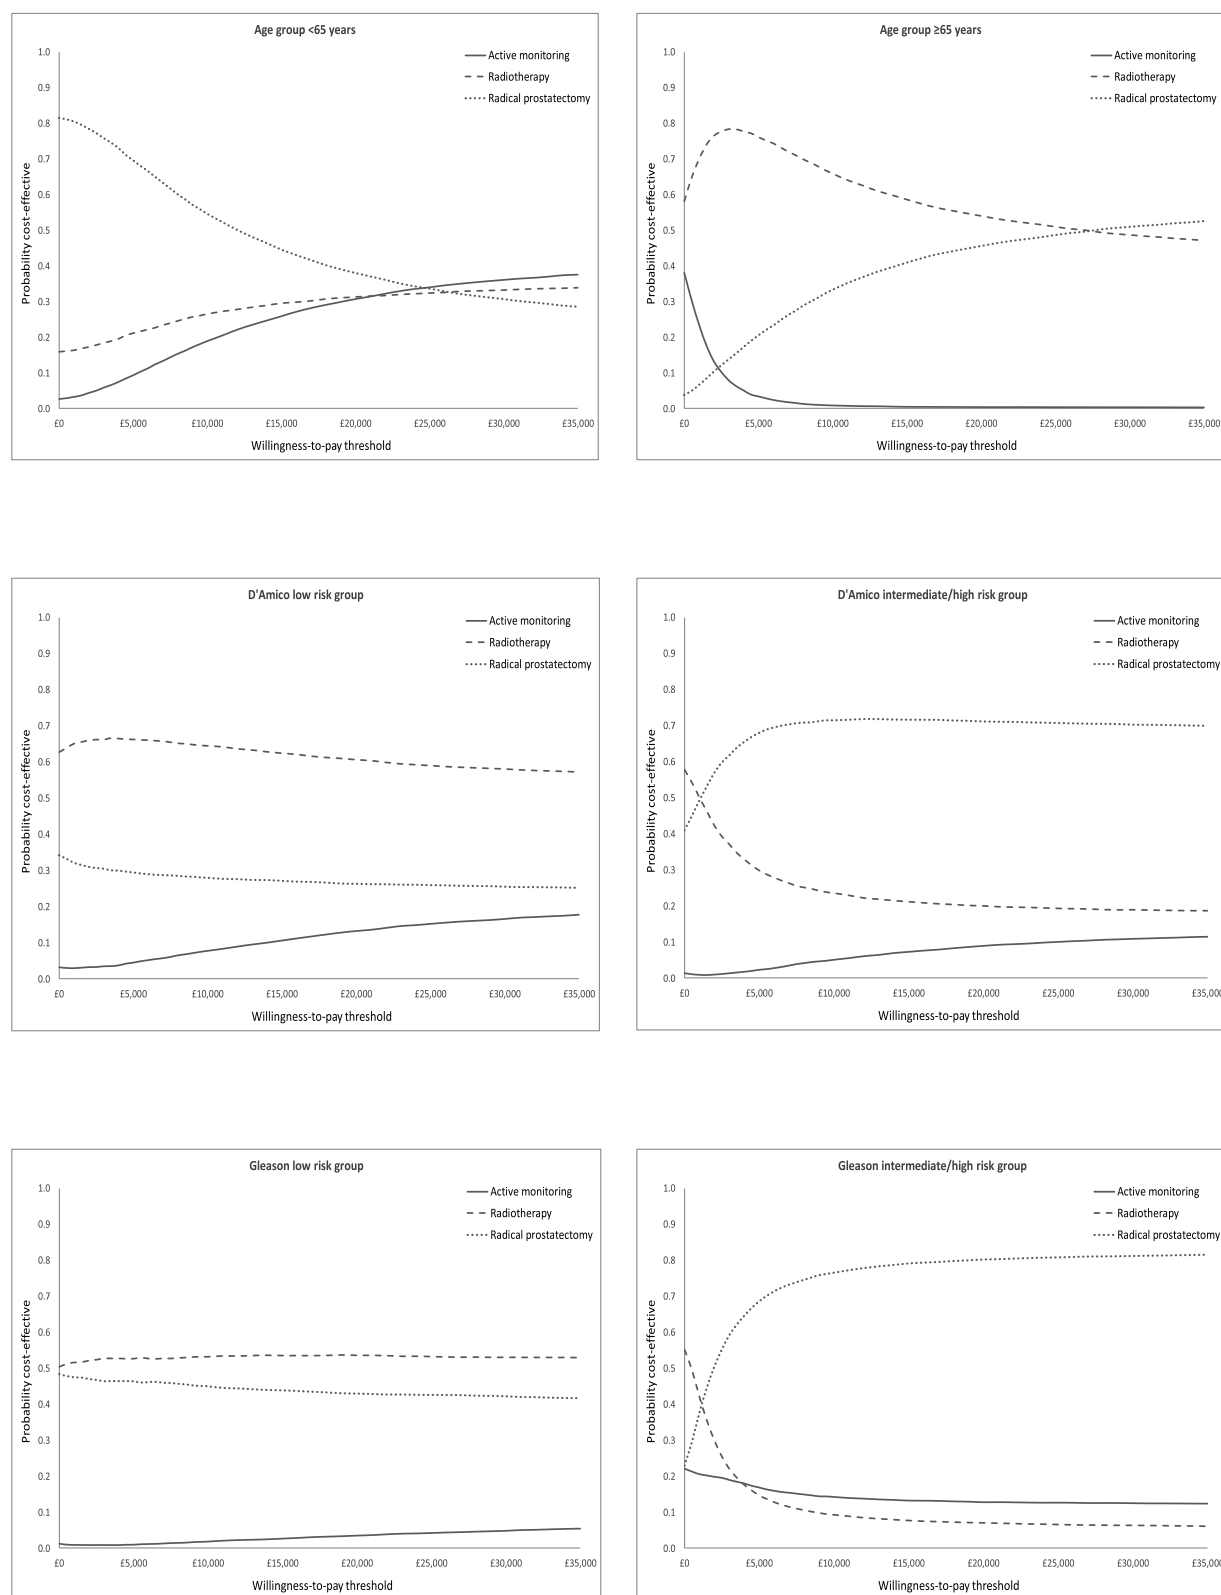 Age group <65 years
Active monitoring
Radiotherapy
Radical prostatectomy
1.0
0.9
0.8
0.7
0.6
0.5
0.4
0.3
0.2
0.1
0.0
Probability cost-effective
£0 £5,000 £10,000 £15,000 £20,000 £25,000 £30,000 £35,000
Willingness-to-pay threshold
Age group ≥65 years
Active monitoring
Radiotherapy
Radical prostatectomy
1.0
0.9
0.8
0.7
0.6
0.5
0.4
0.3
0.2
0.1
0.0
Probability cost-effective
£0 £5,000 £10,000 £15,000 £20,000 £25,000 £30,000 £35,000
Willingness-to-pay threshold
D'Amico low risk group
Active monitoring
Radiotherapy
Radical prostatectomy
1.0
0.9
0.8
0.7
0.6
0.5
0.4
0.3
0.2
0.1
0.0
Probability cost-effective
£0 £5,000 £10,000 £15,000 £20,000 £25,000 £30,000 £35,000
Willingness-to-pay threshold
D'Amico intermediate/high risk group
Active monitoring
Radiotherapy
Radical prostatectomy
1.0
0.9
0.8
0.7
0.6
0.5
0.4
0.3
0.2
0.1
0.0
Probability cost-effective
£0 £5,000 £10,000 £15,000 £20,000 £25,000 £30,000 £35,000
Willingness-to-pay threshold
Gleason low risk group
Active monitoring
Radiotherapy
Radical prostatectomy
1.0
0.9
0.8
0.7
0.6
0.5
0.4
0.3
0.2
0.1
0.0
Probability cost-effective
£0 £5,000 £10,000 £15,000 £20,000 £25,000 £30,000 £35,000
Willingness-to-pay threshold
Gleason intermediate/high risk group
Active monitoring
Radiotherapy
Radical prostatectomy
1.0
0.9
0.8
0.7
0.6
0.5
0.4
0.3
0.2
0.1
0.0
Probability cost-effective
£0 £5,000 £10,000 £15,000 £20,000 £25,000 £30,000 £35,000
Willingness-to-pay threshold